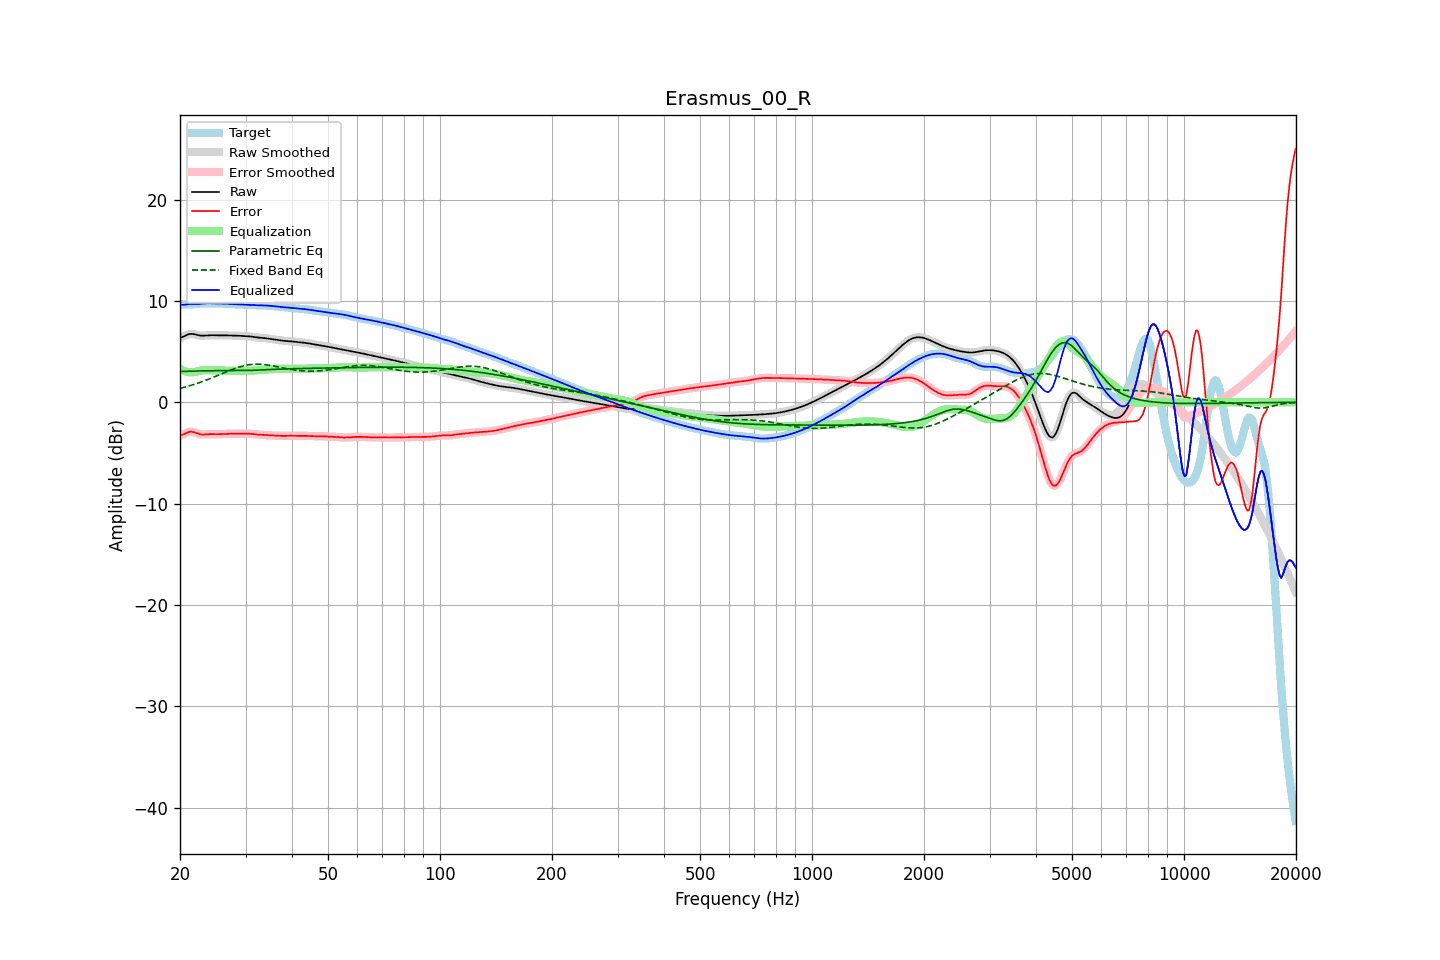 Erasmus_00_R
Target
Raw Smoothed
Error Smoothed
Raw
Error
Equalization
Parametric Eq
Fixed Band Eq
Equalized
Amplitude (dBr)
20
10
0
−10
−20
−30
−40
20 50 100 200 500 1000 2000 5000 10000 20000
Frequency (Hz)